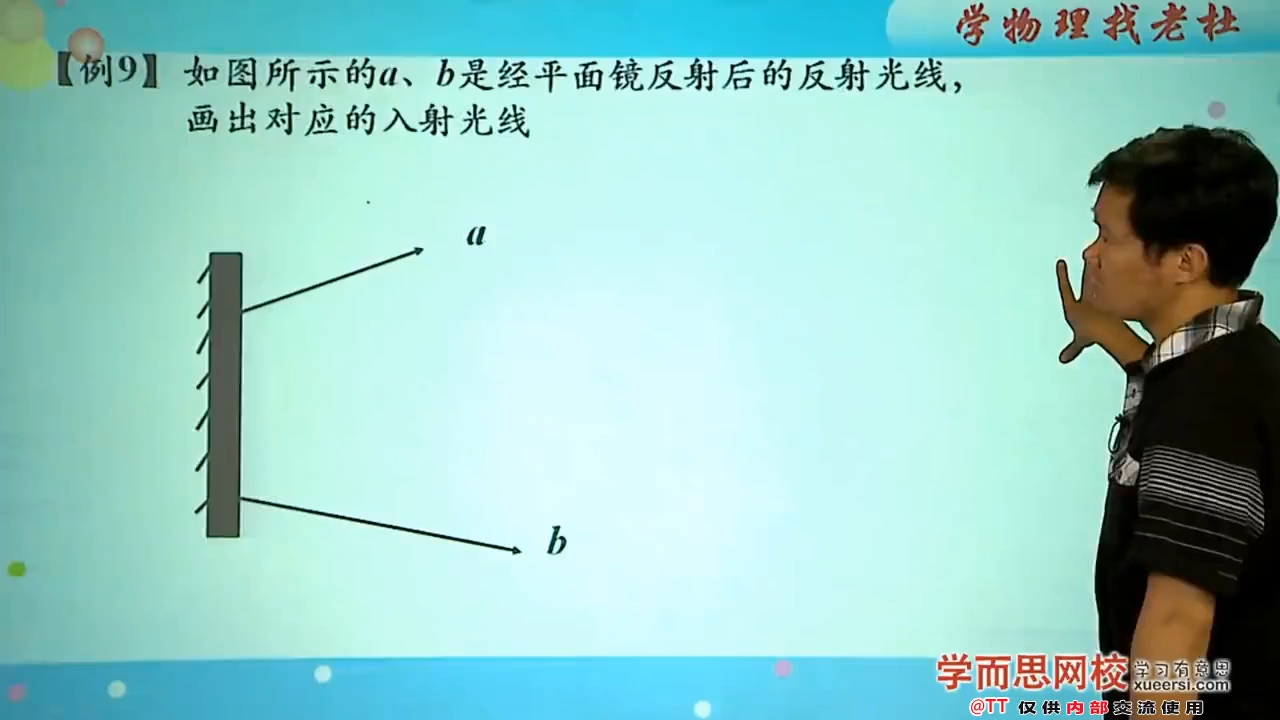 学物理找老杜
【例9】如图所示的a、b是经平面镜反射后的反射光线，
画出对应的入射光线
a
b
学而思网校
学习有意思
xueersi.com
@TT 仅供内部交流使用